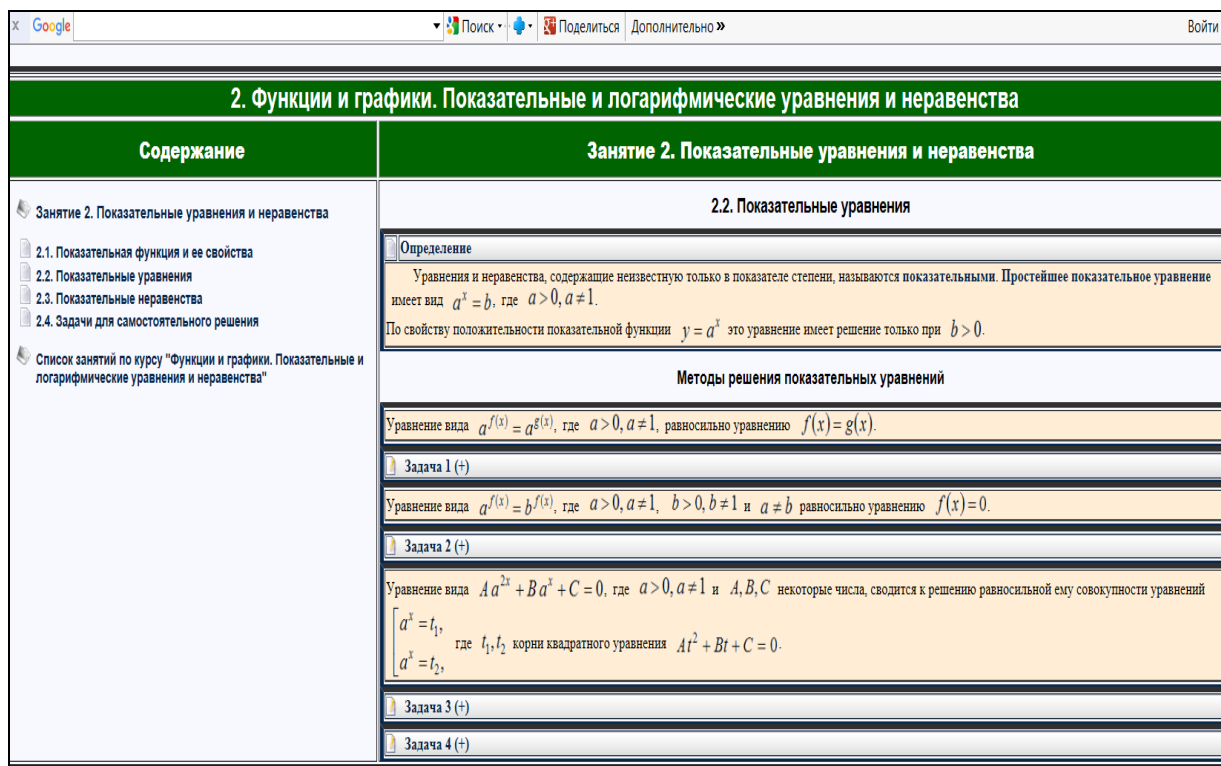 x Google Поиск Поделиться Дополнительно » Войти
2. Функции и графики. Показательные и логарифмические уравнения и неравенства
Содержание
Занятие 2. Показательные уравнения и неравенства
2.1. Показательная функция и ее свойства
2.2. Показательные уравнения
2.3. Показательные неравенства
2.4. Задачи для самостоятельного решения
Список занятий по курсу "Функции и графики. Показательные и
логарифмические уравнения и неравенства"
Занятие 2. Показательные уравнения и неравенства
2.2. Показательные уравнения
Определение
Уравнения и неравенства, содержащие неизвестную только в показателе степени, называются показательными. Простейшее показательное уравнение
имеет вид a^x = b, где a > 0, a ≠ 1.
По свойству положительности показательной функции y = a^x это уравнение имеет решение только при b > 0.
Методы решения показательных уравнений
Уравнение вида a^{f(x)} = a^{g(x)}, где a > 0, a ≠ 1, равносильно уравнению f(x) = g(x).
Задача 1 (+)
Уравнение вида a^{f(x)} = b^{f(x)}, где a > 0, a ≠ 1, b > 0, b ≠ 1 и a ≠ b равносильно уравнению f(x) = 0.
Задача 2 (+)
Уравнение вида A a^{2x} + B a^x + C = 0, где a > 0, a ≠ 1 и A, B, C некоторые числа, сводится к решению равносильной ему совокупности уравнений
[a^x = t₁,
где t₁, t₂ корни квадратного уравнения At² + Bt + C = 0.
a^x = t₂,
Задача 3 (+)
Задача 4 (+)